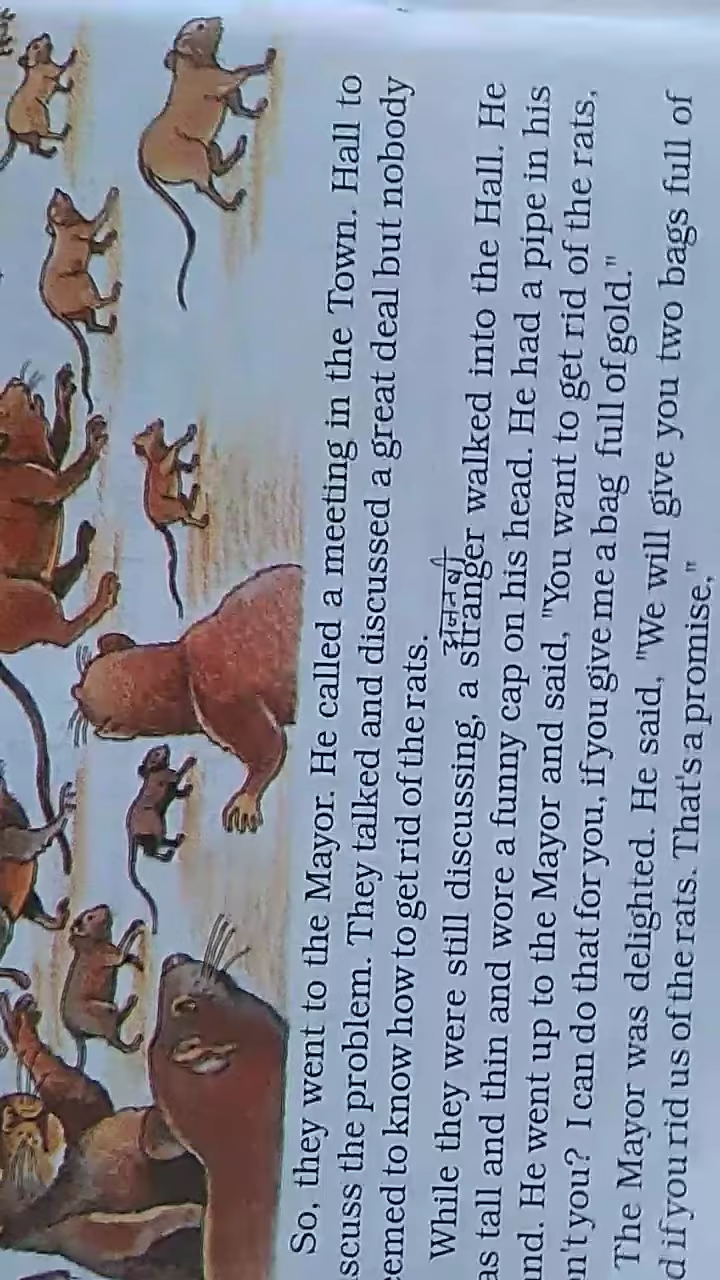 So, they went to the Mayor. He called a meeting in the Town. Hall to
scuss the problem. They talked and discussed a great deal but nobody
emed to know how to get rid of the rats.
अजनबी
While they were still discussing, a stranger walked into the Hall. He
as tall and thin and wore a funny cap on his head. He had a pipe in his
and. He went up to the Mayor and said, "You want to get rid of the rats,
n't you? I can do that for you, if you give me a bag full of gold."
The Mayor was delighted. He said, "We will give you two bags full of
d if you rid us of the rats. That's a promise."